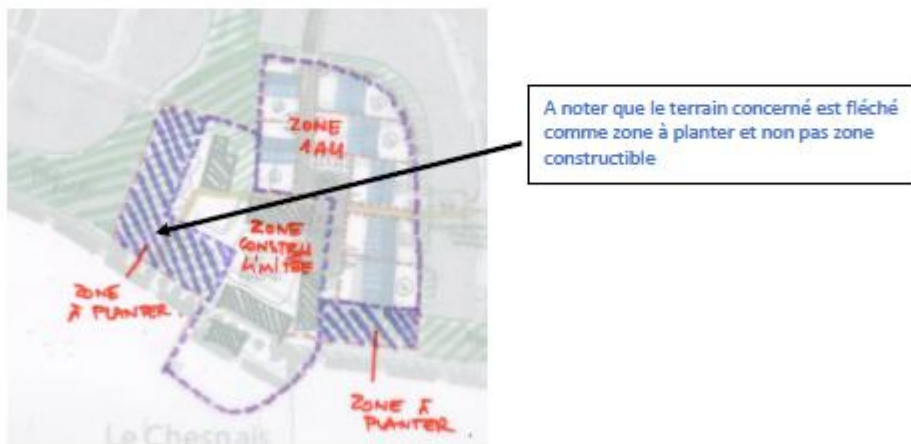 ZONE
1AU
ZONE
CONSTRU
LIMITÉE
ZONE
À PLANTER
ZONE À
PLANTER
Le Chesnais
A noter que le terrain concerné est fléché
comme zone à planter et non pas zone
constructible